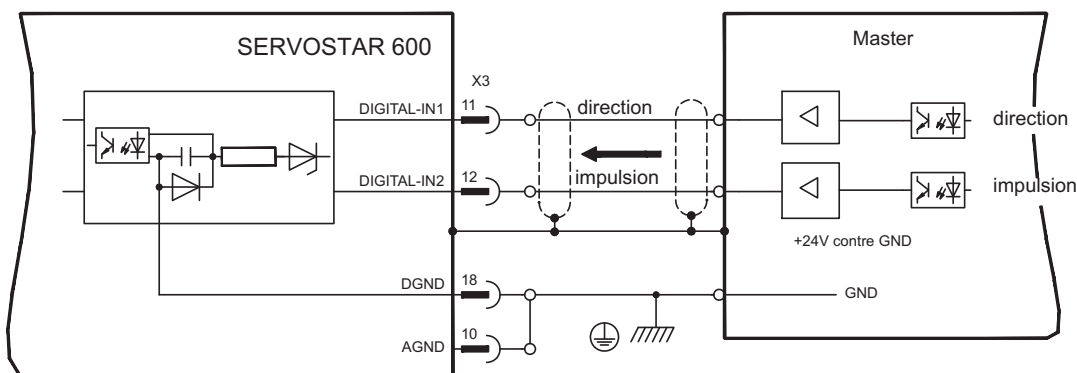 SERVOSTAR 600
Master
X3
DIGITAL-IN1
11
direction
direction
impulsion
DIGITAL-IN2
12
impulsion
+24V contre GND
DGND
18
GND
AGND
10